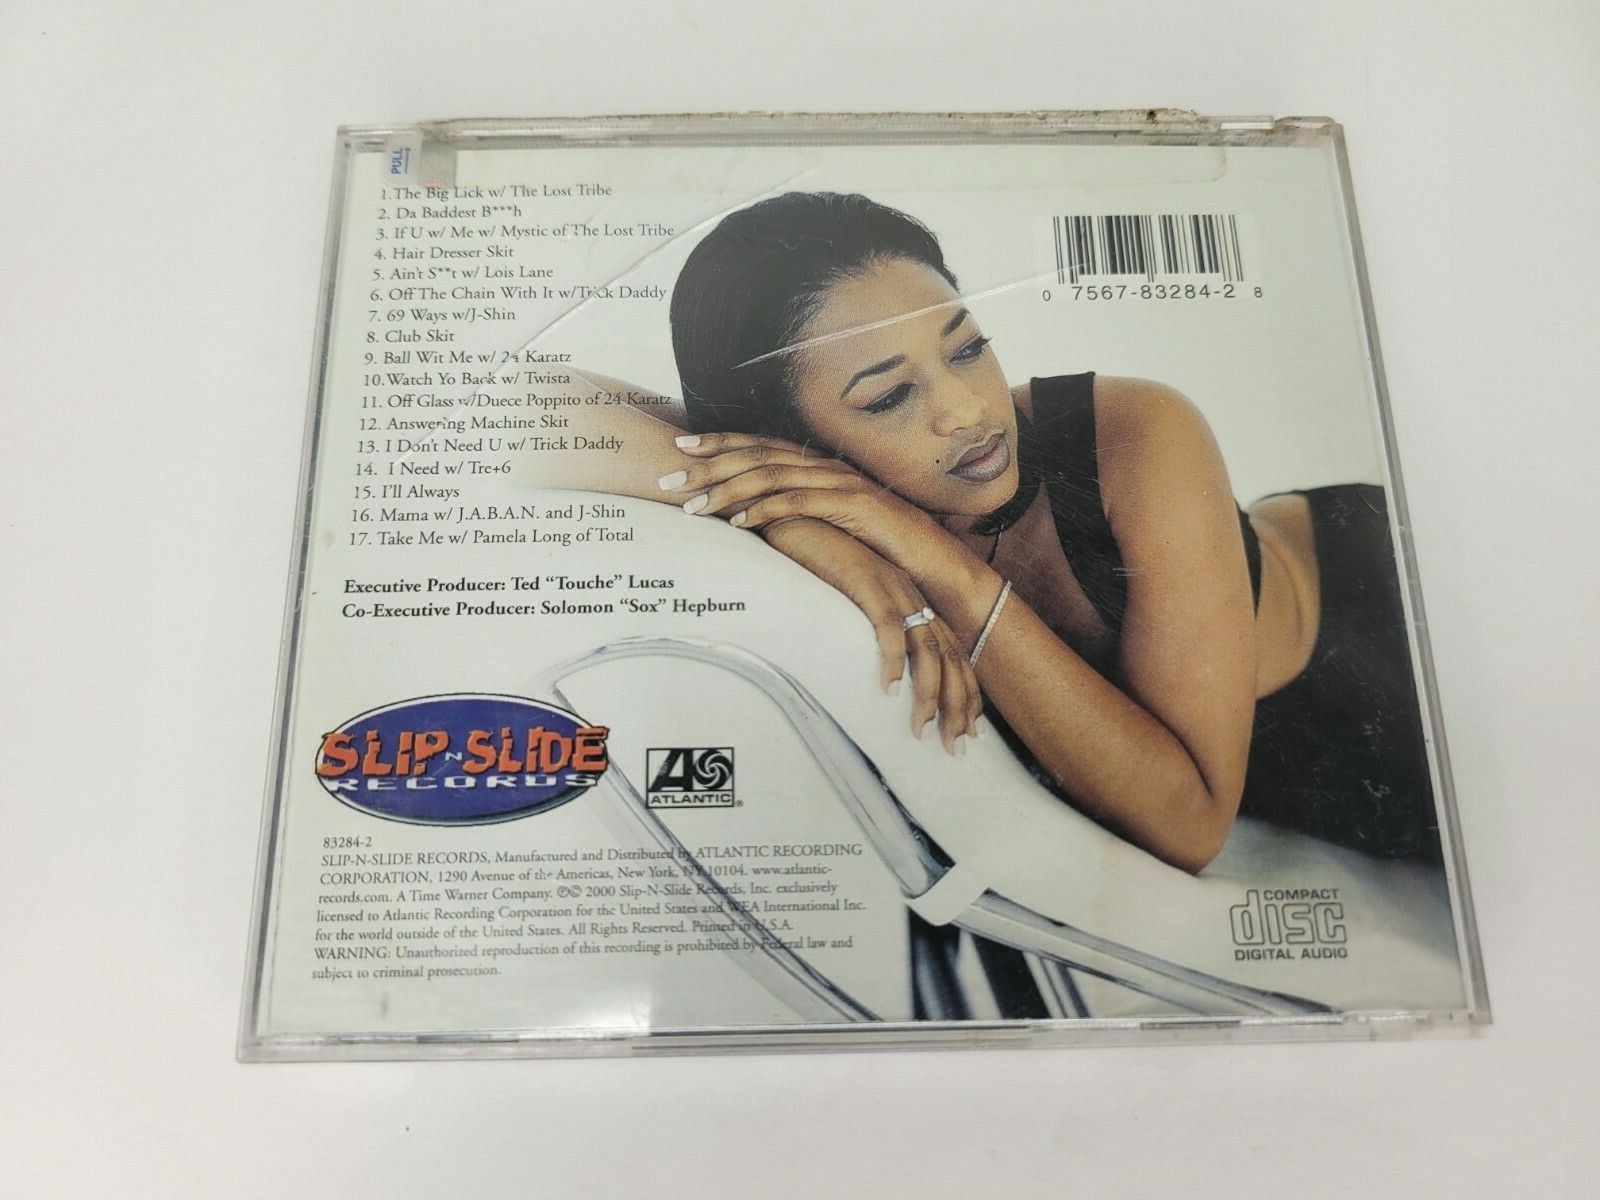 PULL
1.The Big Lick w/ The Lost Tribe
2. Da Baddest B***h
3. If U w/ Me w/ Mystic of The Lost Tribe
4. Hair Dresser Skit
5. Ain't S**t w/ Lois Lane
6. Off The Chain With It w/Trick Daddy
7. 69 Ways w/J-Shin
8. Club Skit
9. Ball Wit Me w/ 24 Karatz
10.Watch Yo Back w/ Twista
11. Off Glass w/Duece Poppito of 24 Karatz
12. Answering Machine Skit
13. I Don't Need U w/ Trick Daddy
14. I Need w/ Tre+6
15. I'll Always
16. Mama w/ J.A.B.A.N. and J-Shin
17. Take Me w/ Pamela Long of Total
Executive Producer: Ted “Touche” Lucas
Co-Executive Producer: Solomon “Sox” Hepburn
0 7567-83284-2 8
SLIP N SLIDE
RECORDS
ATLANTIC®
83284-2
SLIP-N-SLIDE RECORDS, Manufactured and Distributed by ATLANTIC RECORDING
CORPORATION, 1290 Avenue of the Americas, New York, NY 10104. www.atlantic-
records.com. A Time Warner Company. ℗© 2000 Slip-N-Slide Records, Inc. exclusively
licensed to Atlantic Recording Corporation for the United States and WEA International Inc.
for the world outside of the United States. All Rights Reserved. Printed in U.S.A.
WARNING: Unauthorized reproduction of this recording is prohibited by Federal law and
subject to criminal prosecution.
COMPACT
disc
DIGITAL AUDIO